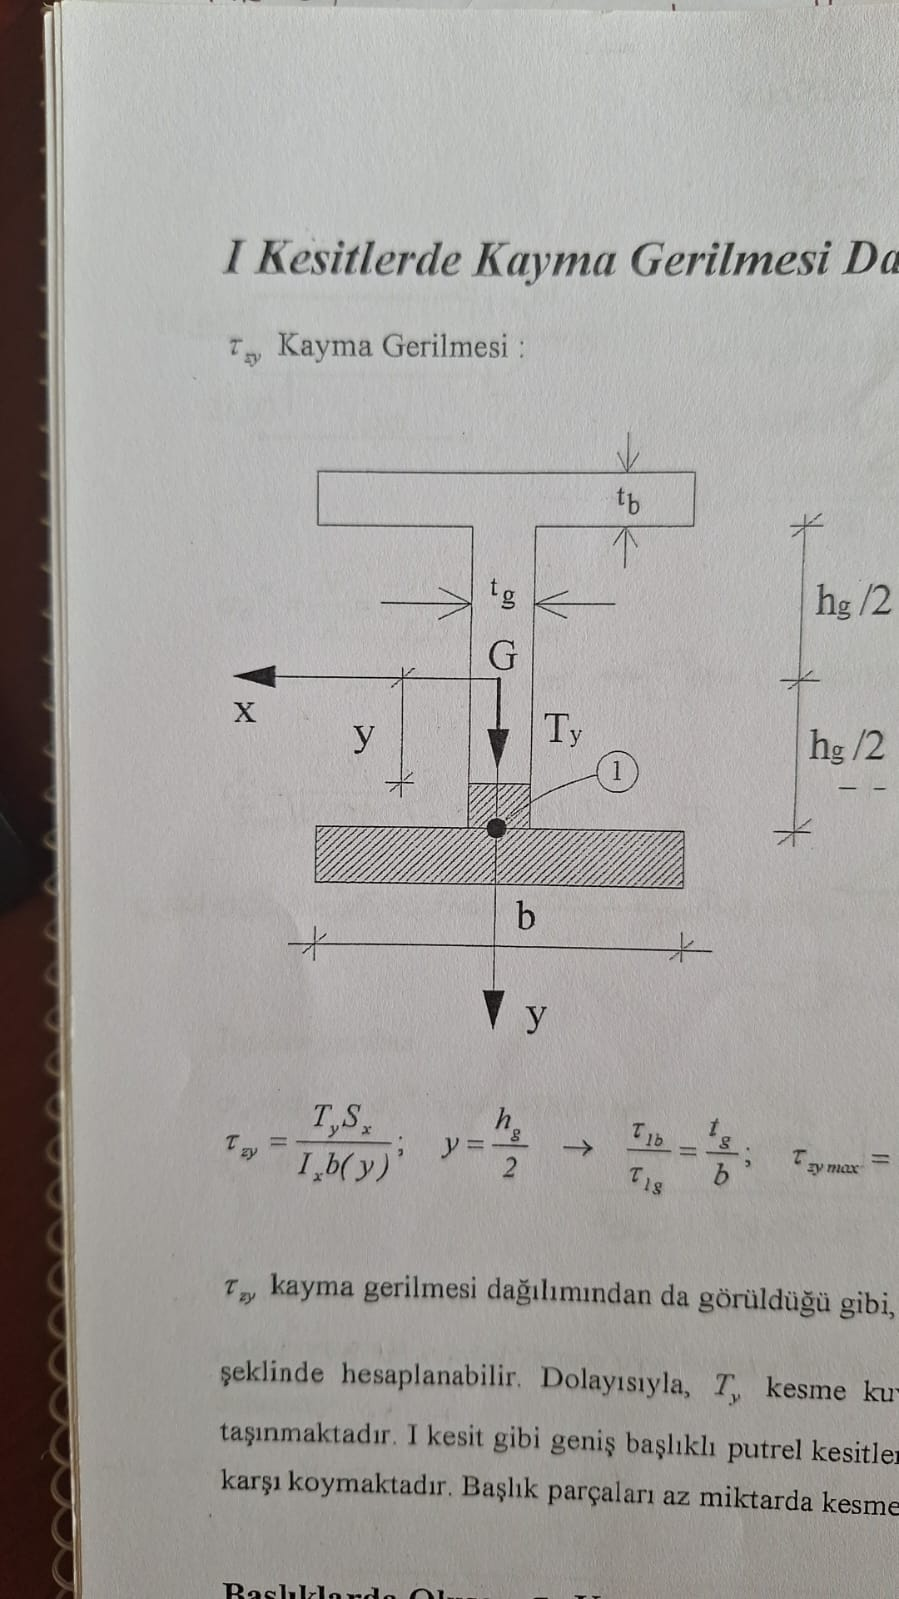 I Kesitlerde Kayma Gerilmesi Da
τzy Kayma Gerilmesi :
tb
tg
hg /2
G
x
y
Ty
hg /2
1
b
y
τzy = TySx / Ixb(y) ; y = hg / 2 → τ1b / τ1g = tg / b ; τzy max =
τzy kayma gerilmesi dağılımından da görüldüğü gibi,
şeklinde hesaplanabilir. Dolayısıyla, Ty kesme ku
taşınmaktadır. I kesit gibi geniş başlıklı putrel kesitler
karşı koymaktadır. Başlık parçaları az miktarda kesme
Başlıklarda